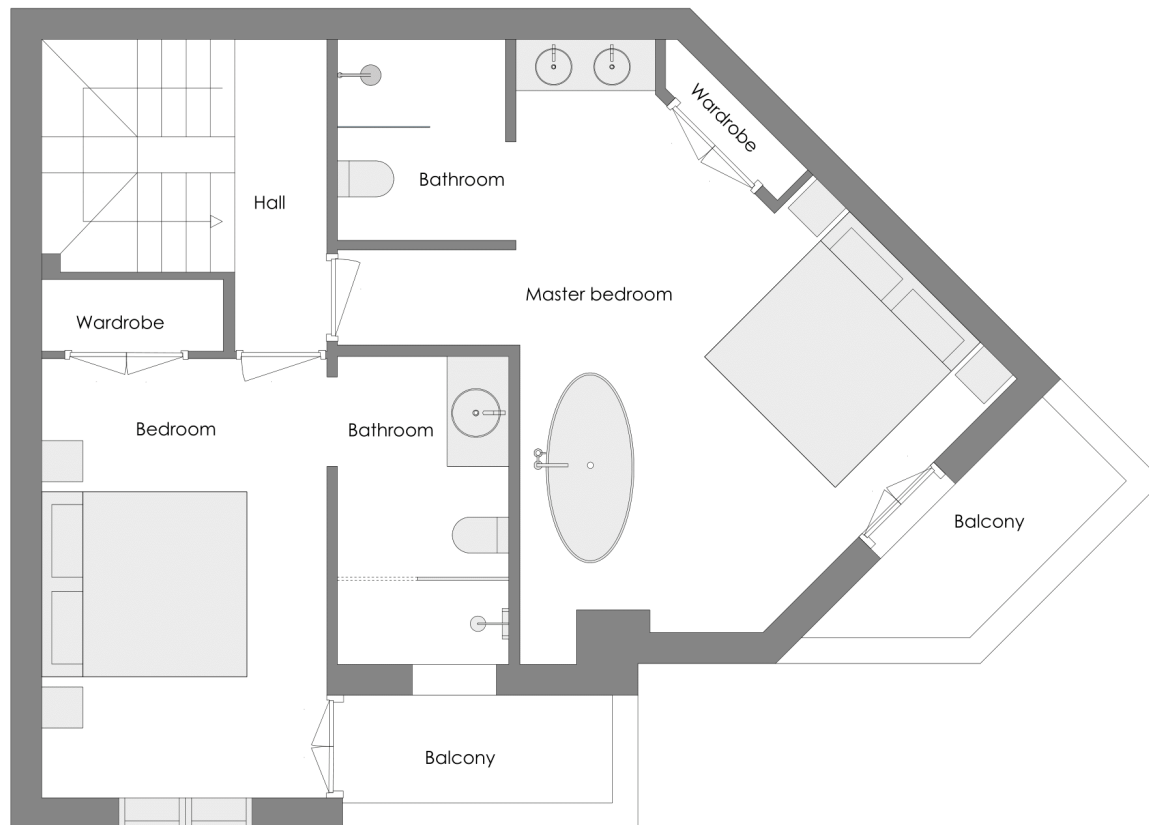 Wardrobe
Bathroom
Hall
Master bedroom
Wardrobe
Bedroom
Bathroom
Balcony
Balcony